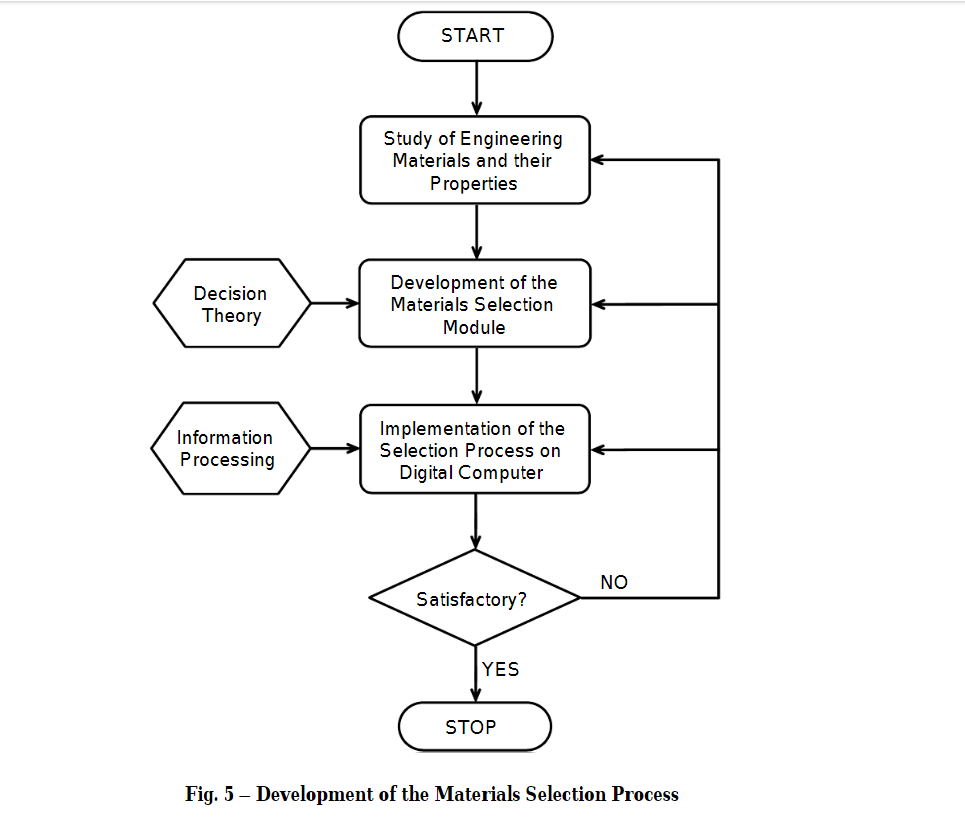 START
Study of Engineering
Materials and their
Properties
Decision
Theory
Development of the
Materials Selection
Module
Information
Processing
Implementation of the
Selection Process on
Digital Computer
Satisfactory?
NO
YES
STOP
Fig. 5 – Development of the Materials Selection Process